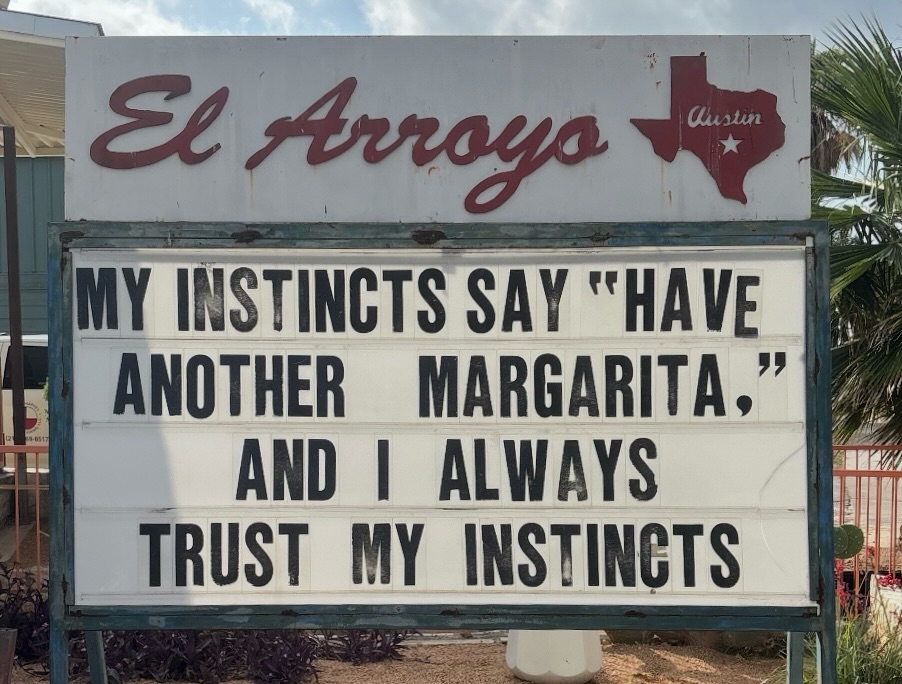 El Arroyo
Austin
MY INSTINCTS SAY "HAVE
ANOTHER MARGARITA,"
AND I ALWAYS
TRUST MY INSTINCTS